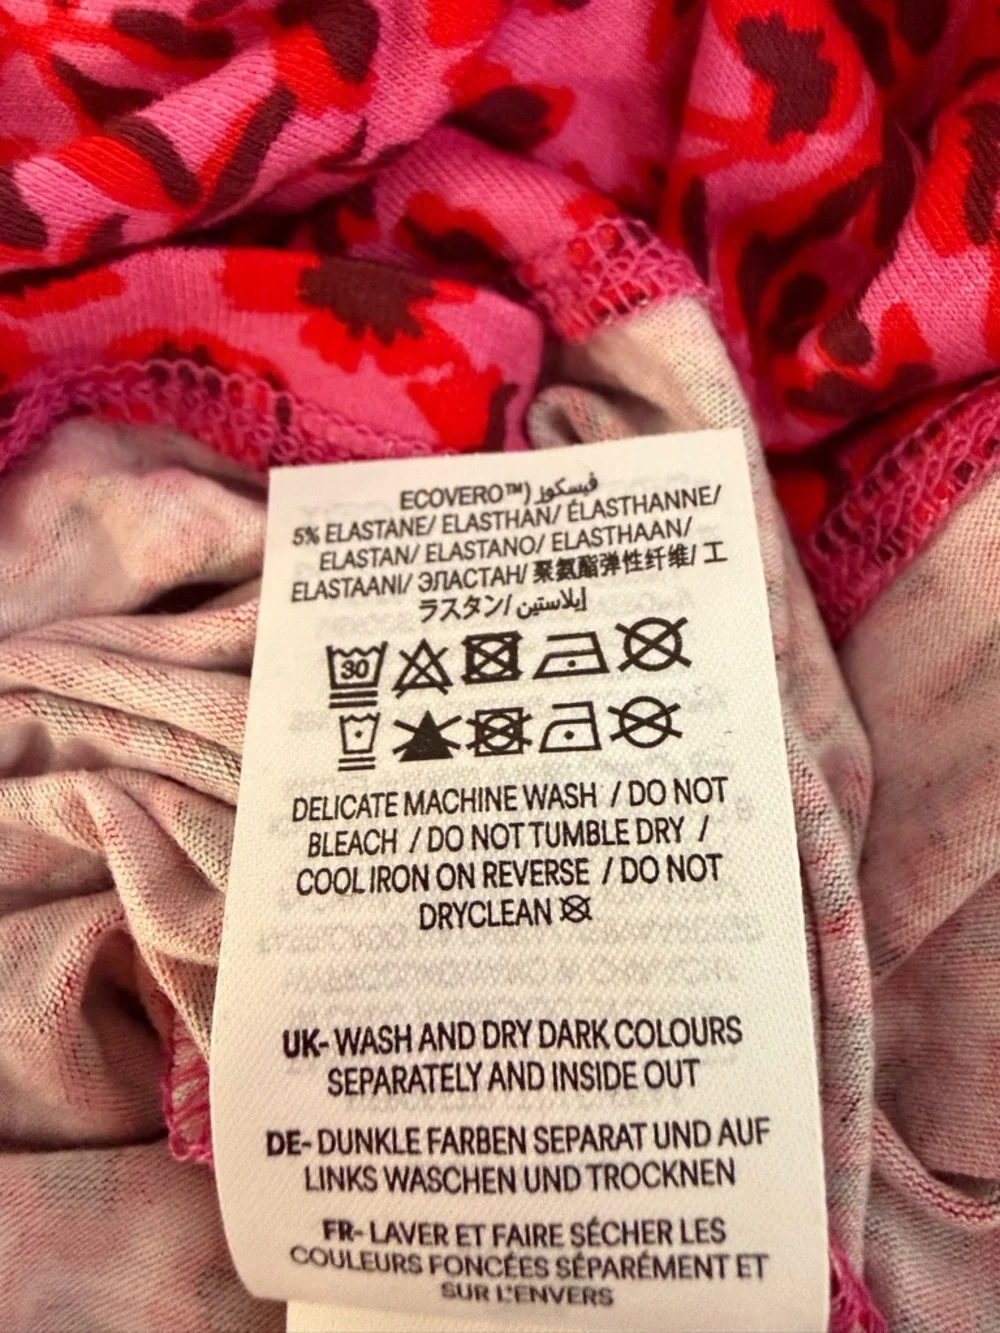 ECOVERO™) فيسكوز
5% ELASTANE/ ELASTHAN/ ÉLASTHANNE/
ELASTAN/ ELASTANO/ ELASTHAAN/
ELASTAANI/ ЭЛАСТАН/ 聚氨酯弹性纤维/ エ
ラスタン/ إيلاستين
30
DELICATE MACHINE WASH / DO NOT
BLEACH / DO NOT TUMBLE DRY /
COOL IRON ON REVERSE / DO NOT
DRYCLEAN
UK- WASH AND DRY DARK COLOURS
SEPARATELY AND INSIDE OUT
DE- DUNKLE FARBEN SEPARAT UND AUF
LINKS WASCHEN UND TROCKNEN
FR- LAVER ET FAIRE SÉCHER LES
COULEURS FONCÉES SÉPARÉMENT ET
SUR L'ENVERS